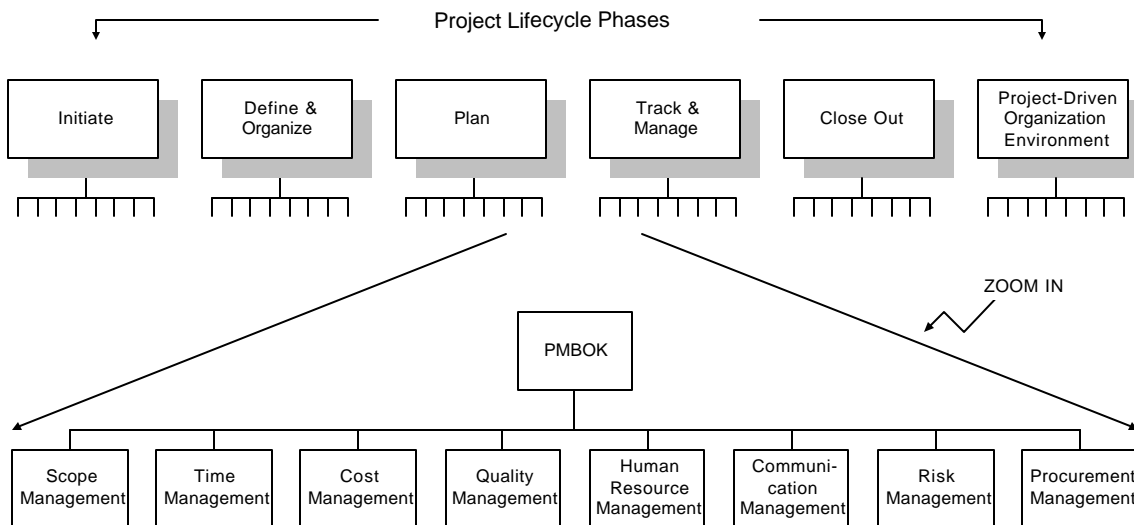 Project Lifecycle Phases
Initiate
Define &
Organize
Plan
Track &
Manage
Close Out
Project-Driven
Organization
Environment
ZOOM IN
PMBOK
Scope
Management
Time
Management
Cost
Management
Quality
Management
Human
Resource
Management
Communi-
cation
Management
Risk
Management
Procurement
Management